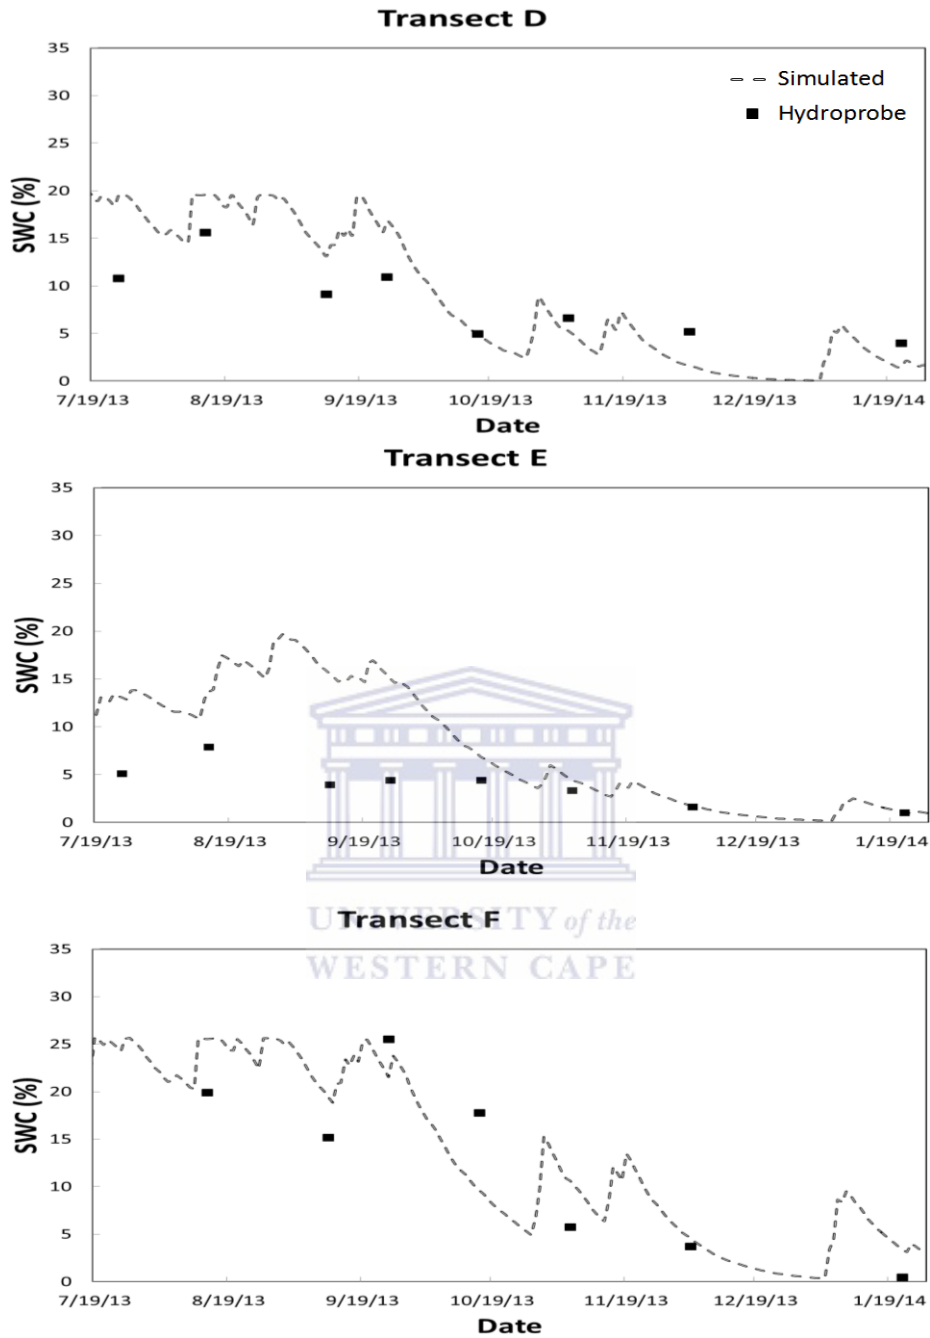 Transect D
35
30
25
20
15
10
5
0
SWC (%)
Simulated
Hydroprobe
7/19/13 8/19/13 9/19/13 10/19/13 11/19/13 12/19/13 1/19/14
Date
Transect E
35
30
25
20
15
10
5
0
SWC (%)
7/19/13 8/19/13 9/19/13 10/19/13 11/19/13 12/19/13 1/19/14
Date
Transect F
UNIVERSITY of the
WESTERN CAPE
35
30
25
20
15
10
5
0
SWC (%)
7/19/13 8/19/13 9/19/13 10/19/13 11/19/13 12/19/13 1/19/14
Date